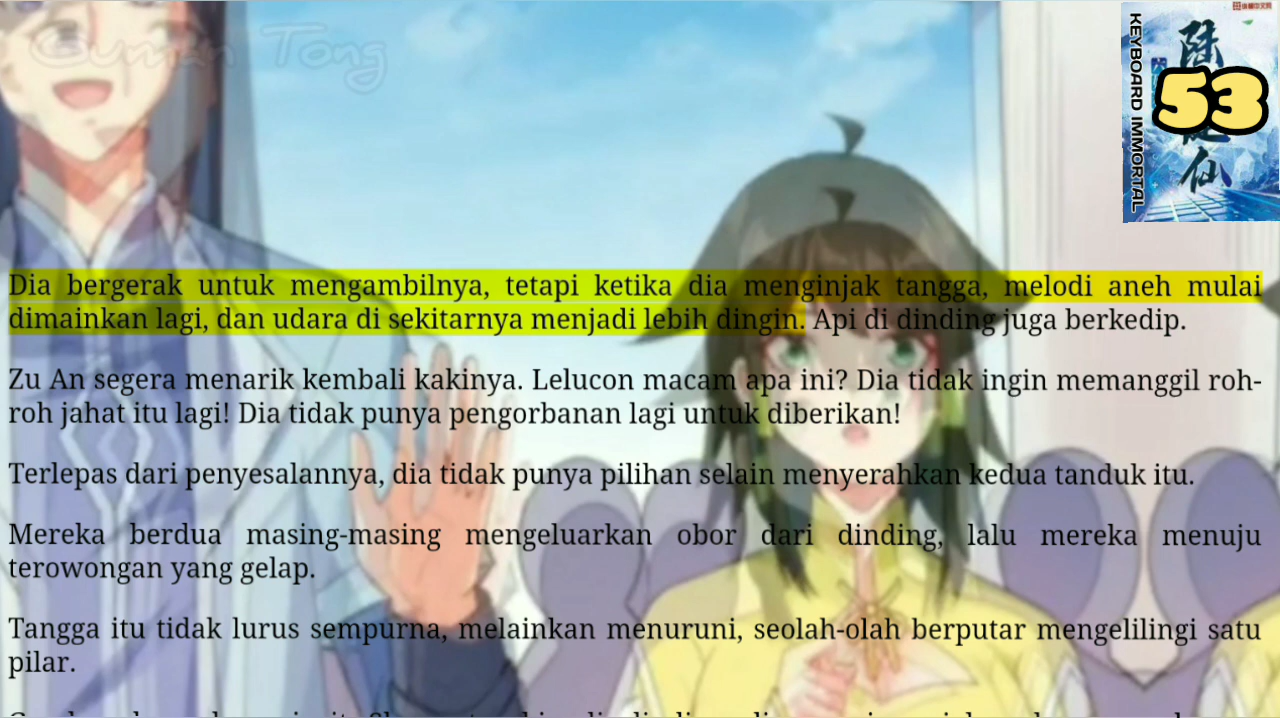 Guman Tong
KEYBOARD IMMORTAL
53
Dia bergerak untuk mengambilnya, tetapi ketika dia menginjak tangga, melodi aneh mulai
dimainkan lagi, dan udara di sekitarnya menjadi lebih dingin. Api di dinding juga berkedip.
Zu An segera menarik kembali kakinya. Lelucon macam apa ini? Dia tidak ingin memanggil roh-
roh jahat itu lagi! Dia tidak punya pengorbanan lagi untuk diberikan!
Terlepas dari penyesalannya, dia tidak punya pilihan selain menyerahkan kedua tanduk itu.
Mereka berdua masing-masing mengeluarkan obor dari dinding, lalu mereka menuju
terowongan yang gelap.
Tangga itu tidak lurus sempurna, melainkan menuruni, seolah-olah berputar mengelilingi satu
pilar.